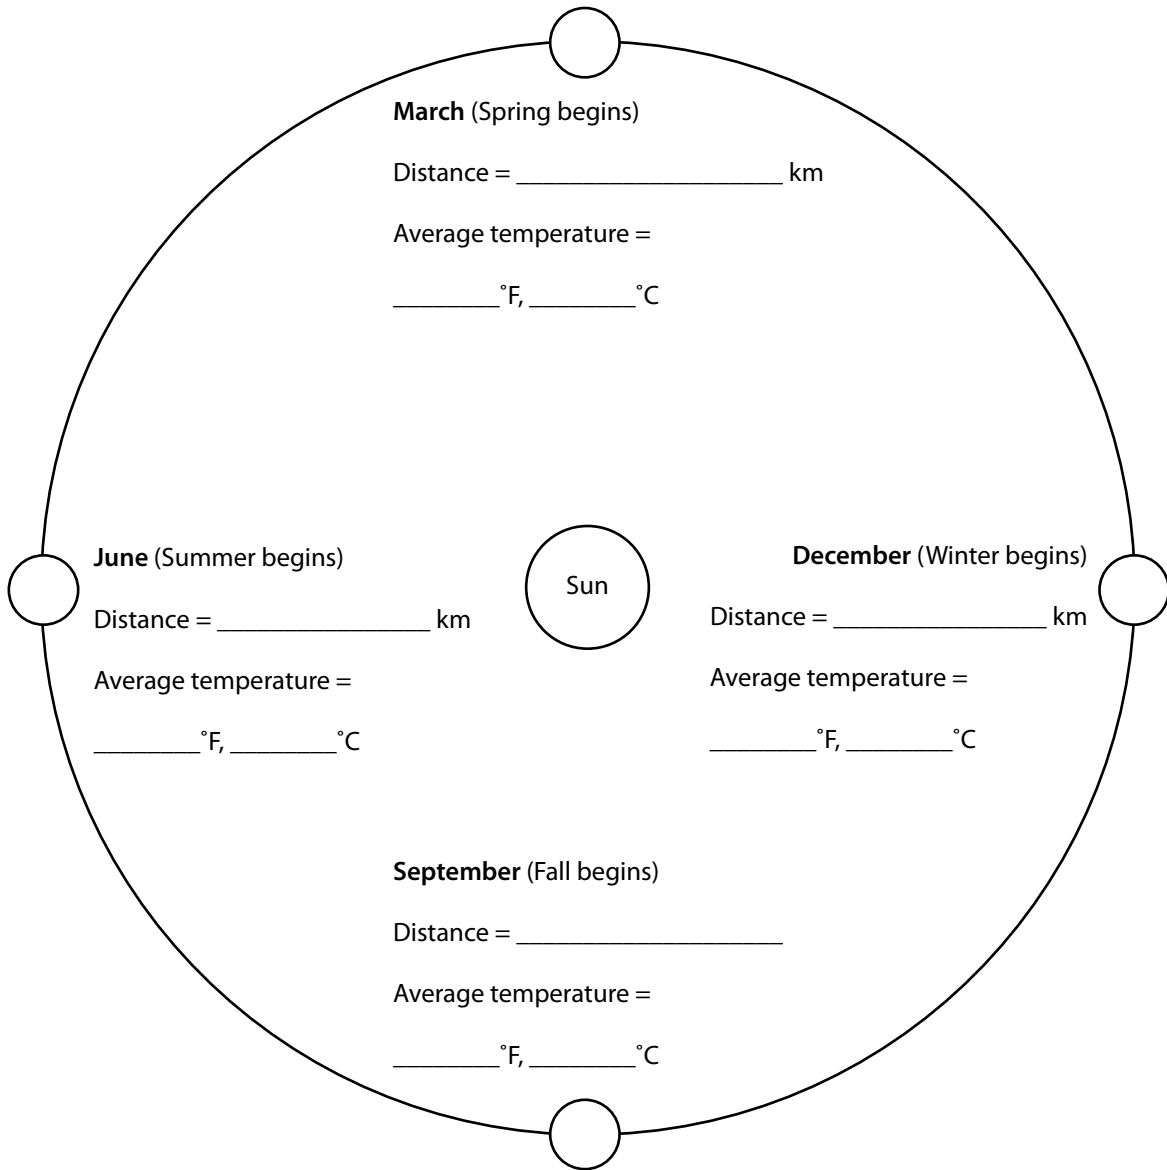 March (Spring begins)
Distance = ____________________ km
Average temperature =
________°F, ________°C
June (Summer begins)
Distance = ________________ km
Average temperature =
________°F, ________°C
Sun
December (Winter begins)
Distance = ________________ km
Average temperature =
________°F, ________°C
September (Fall begins)
Distance = ____________________
Average temperature =
________°F, ________°C